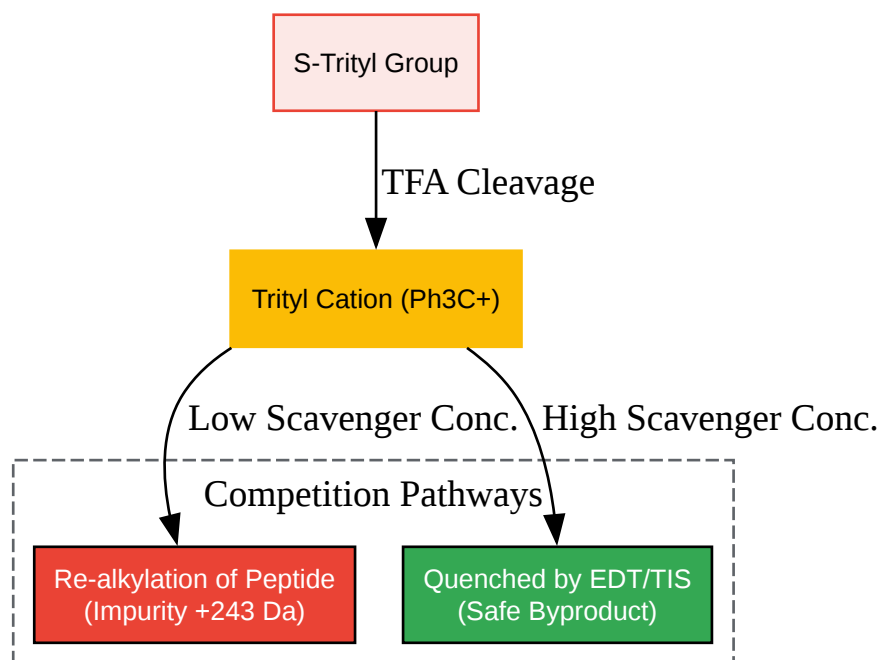 S-Trityl Group
TFA Cleavage
Trityl Cation (Ph3C+)
Low Scavenger Conc.
High Scavenger Conc.
Competition Pathways
Re-alkylation of Peptide
(Impurity +243 Da)
Quenched by EDT/TIS
(Safe Byproduct)